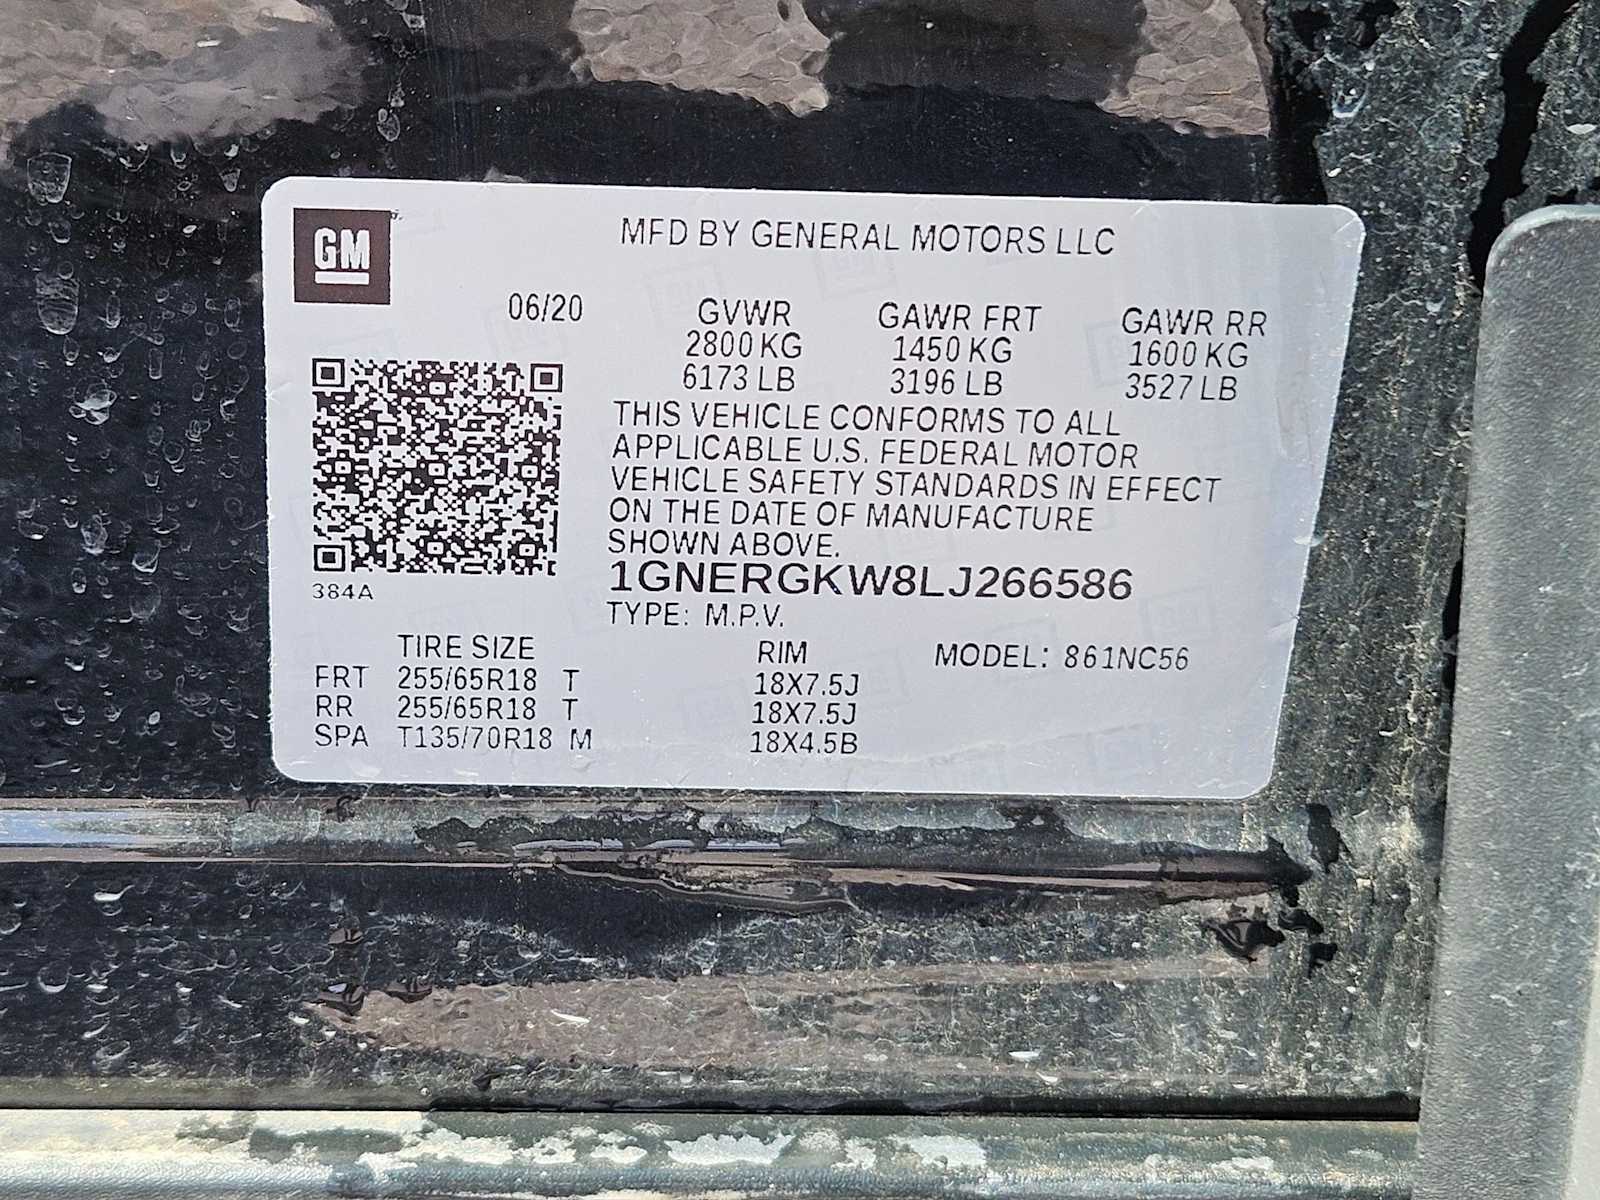 GM
MFD BY GENERAL MOTORS LLC
06/20 GVWR GAWR FRT GAWR RR
2800 KG 1450 KG 1600 KG
6173 LB 3196 LB 3527 LB
THIS VEHICLE CONFORMS TO ALL
APPLICABLE U.S. FEDERAL MOTOR
VEHICLE SAFETY STANDARDS IN EFFECT
ON THE DATE OF MANUFACTURE
SHOWN ABOVE.
384A
1GNERGKW8LJ266586
TYPE: M.P.V.
TIRE SIZE RIM MODEL: 861NC56
FRT 255/65R18 T 18X7.5J
RR 255/65R18 T 18X7.5J
SPA T135/70R18 M 18X4.5B